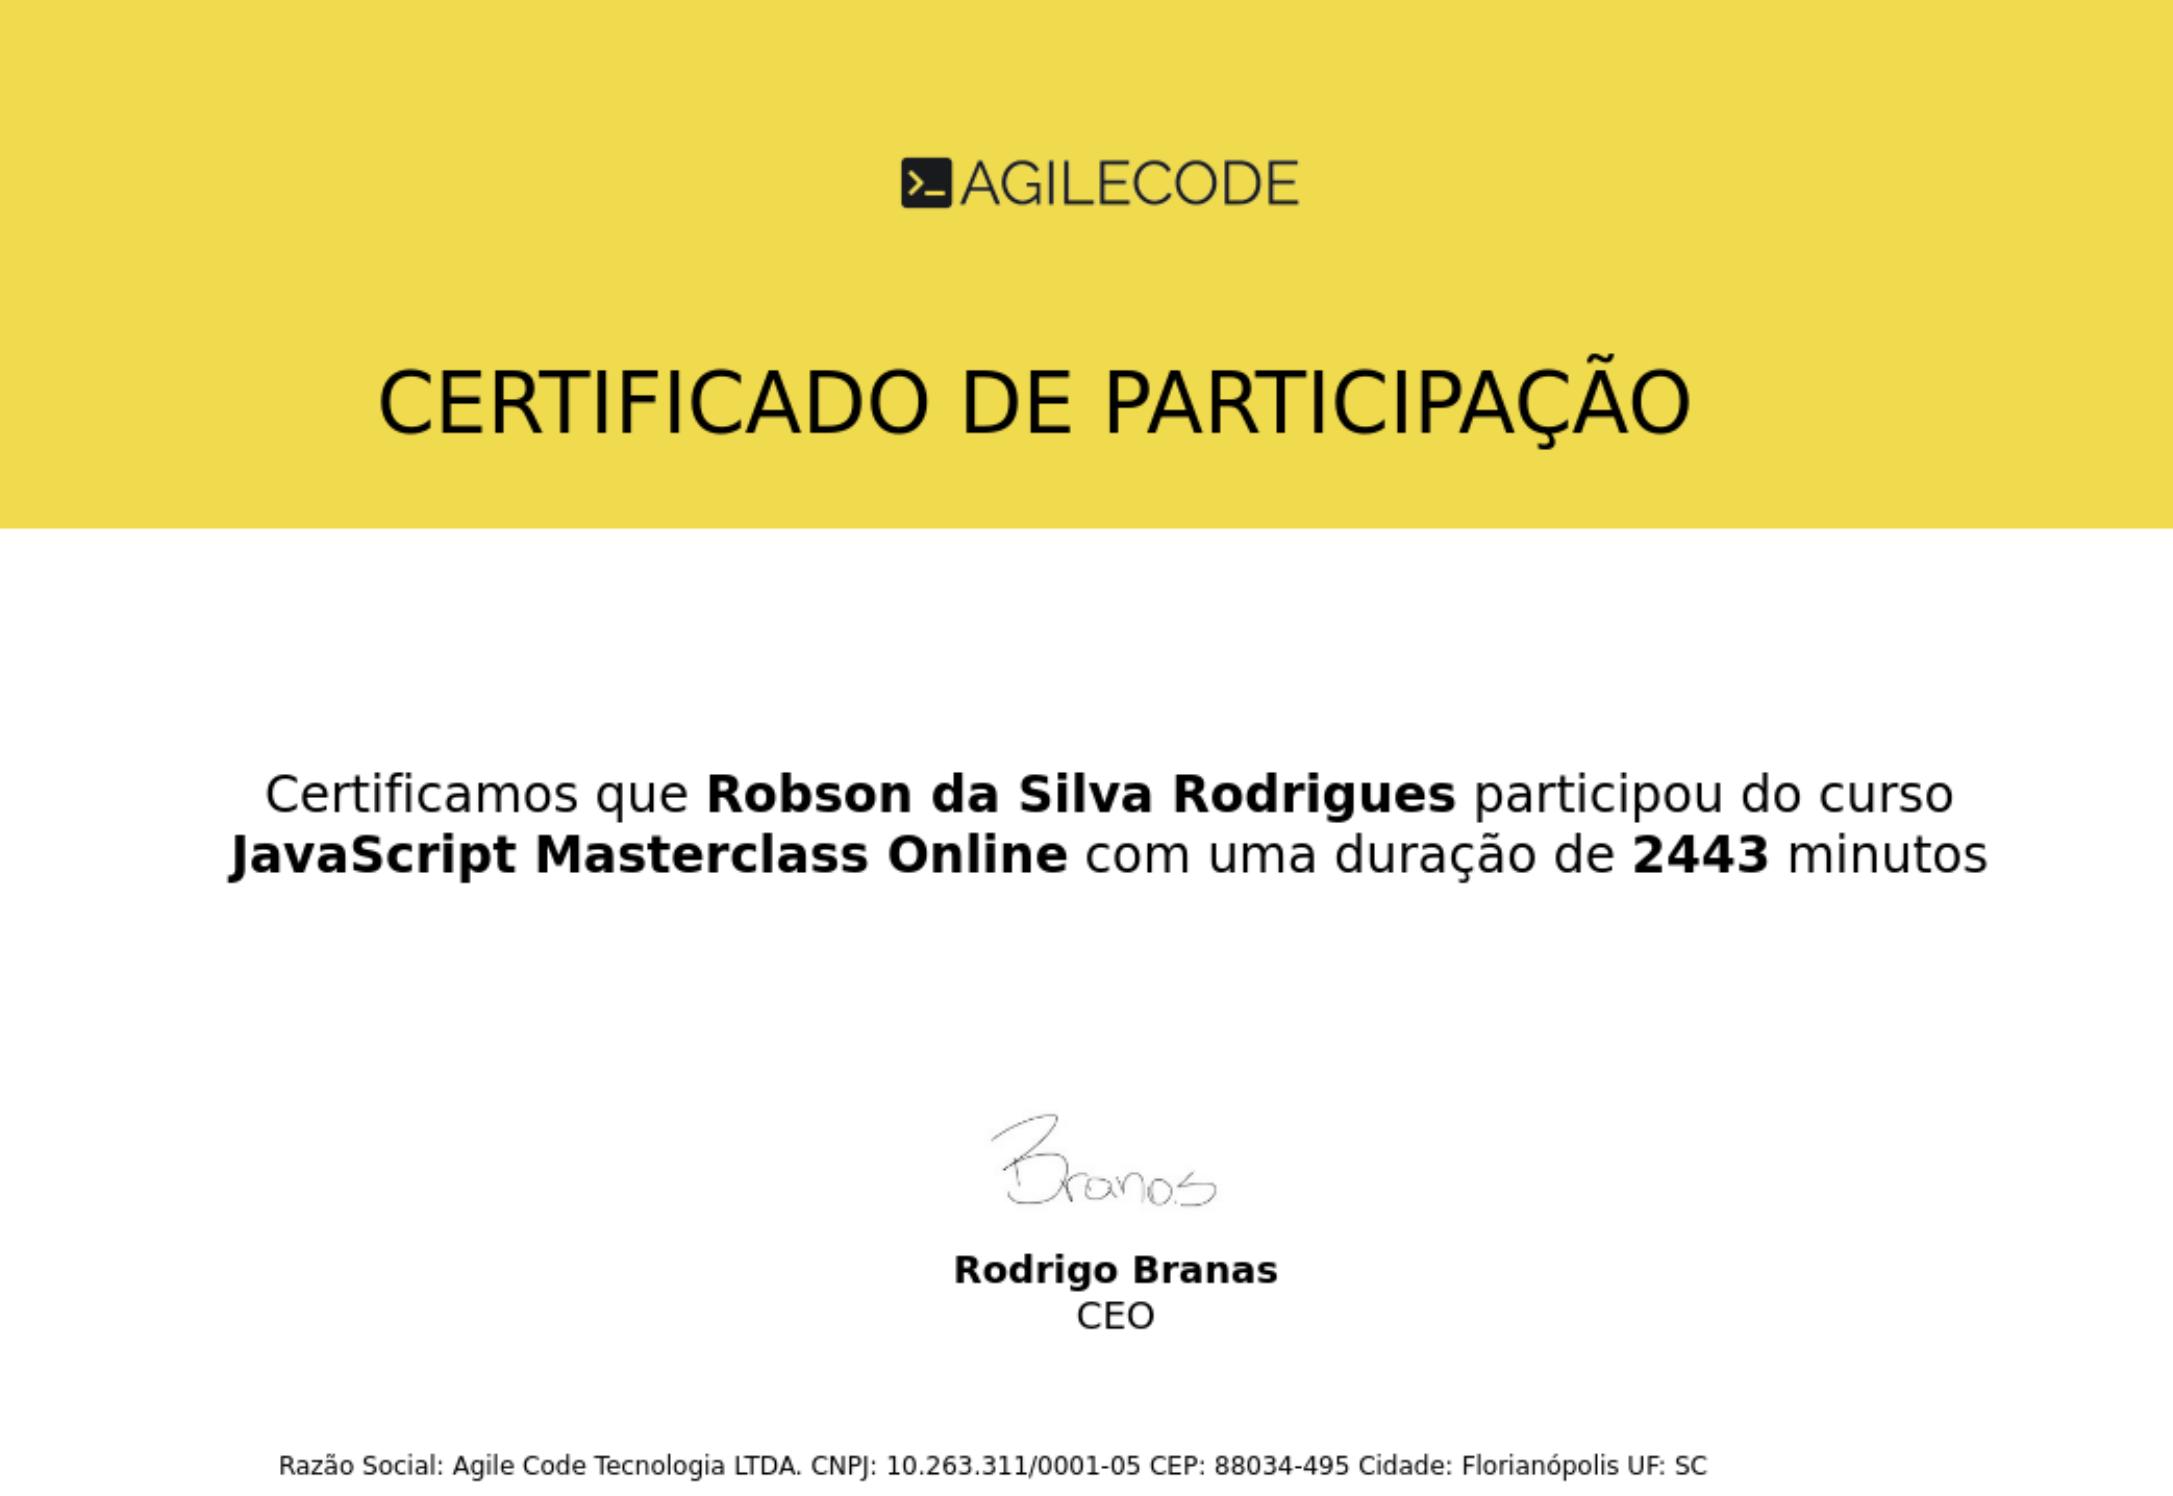 >_ AGILECODE
CERTIFICADO DE PARTICIPAÇÃO
Certificamos que Robson da Silva Rodrigues participou do curso
JavaScript Masterclass Online com uma duração de 2443 minutos
Branas
Rodrigo Branas
CEO
Razão Social: Agile Code Tecnologia LTDA. CNPJ: 10.263.311/0001-05 CEP: 88034-495 Cidade: Florianópolis UF: SC